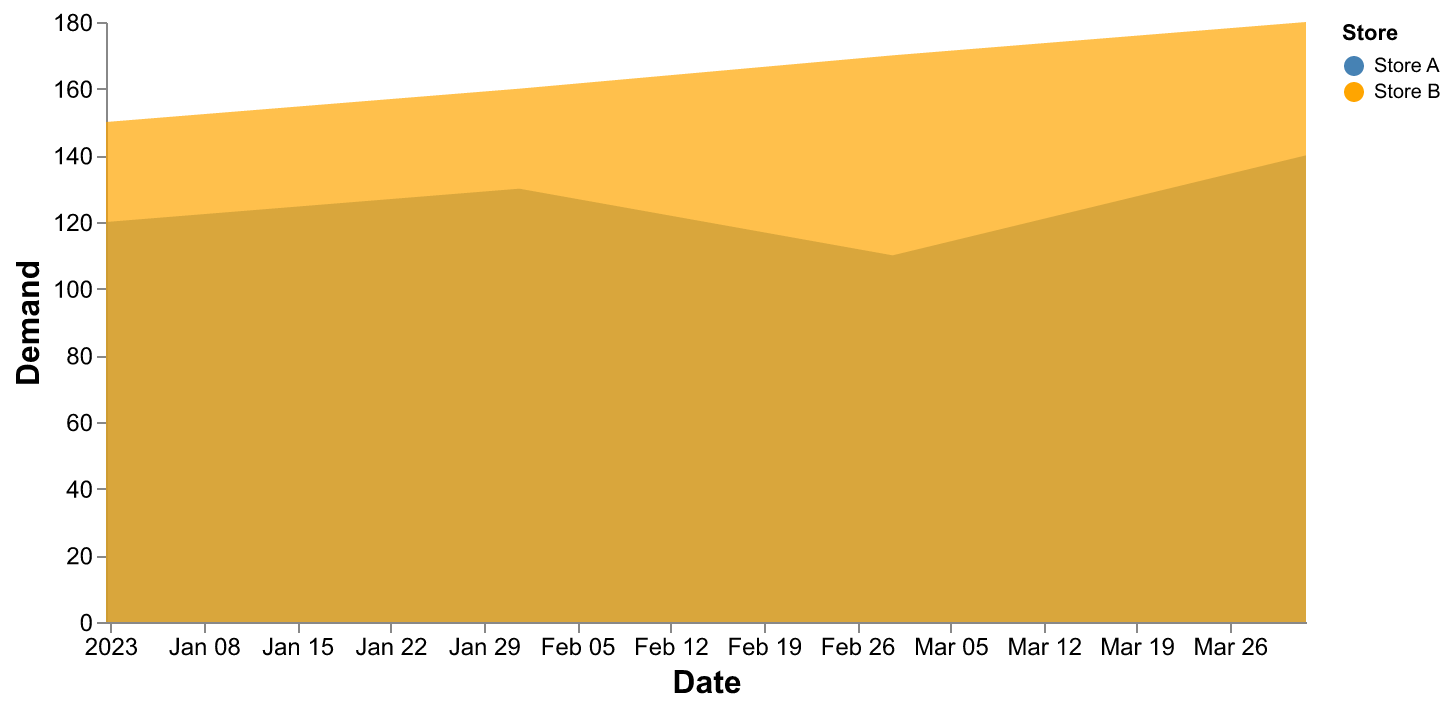 180
160
140
120
100
80
60
40
20
0
Demand
2023 Jan 08 Jan 15 Jan 22 Jan 29 Feb 05 Feb 12 Feb 19 Feb 26 Mar 05 Mar 12 Mar 19 Mar 26
Date
Store
Store A
Store B